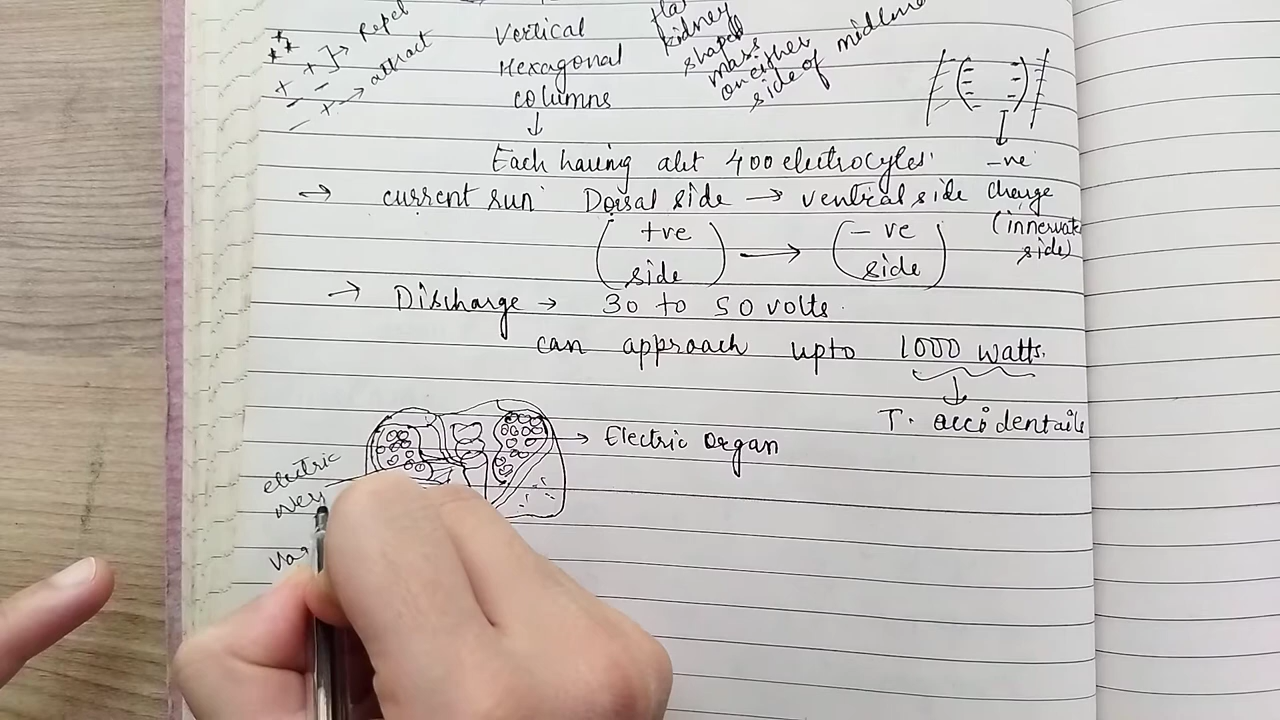 Repel
attract
Vertical
Hexagonal
columns
kidney
shaped
mass
on either
side of midline
Each having abt 400 electrocytes.
-ve
charge
(innervated
side)
→ current run Dorsal side → ventral side
(+ve side) → (-ve side)
→ Discharge → 30 to 50 volts.
can approach upto 1000 watts.
T. accidentails
Electric Organ
electric